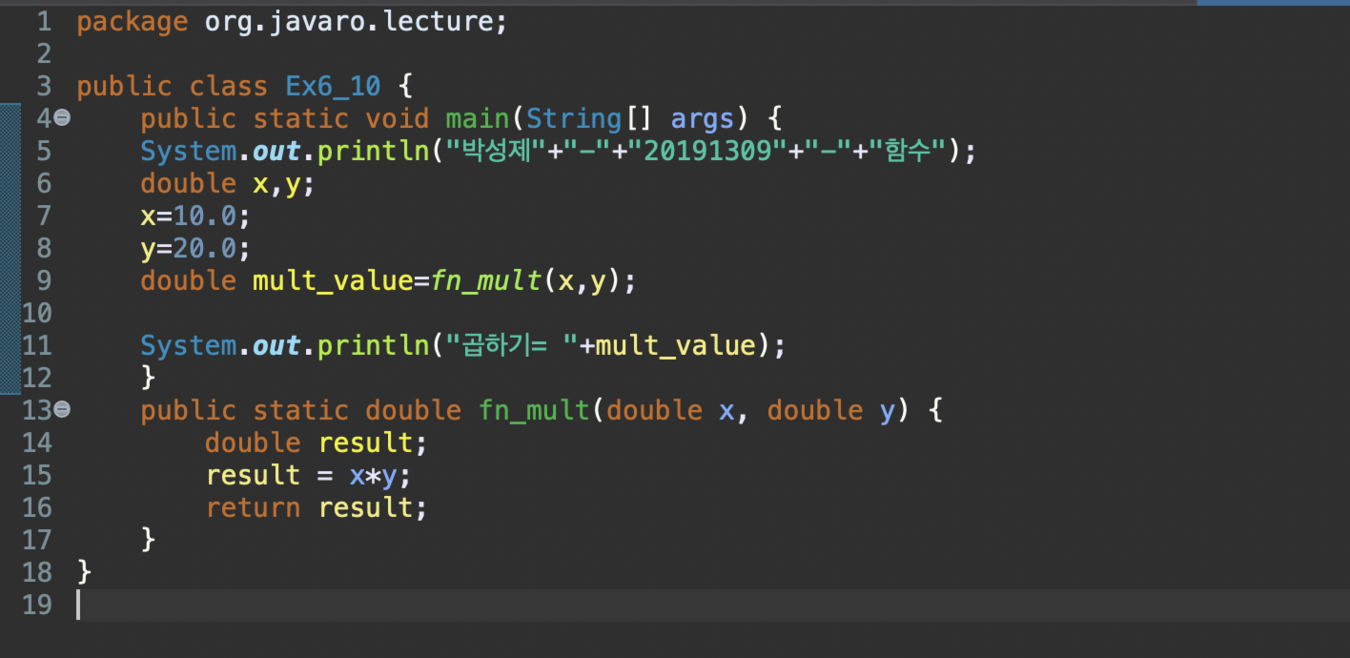 1 package org.javaro.lecture;
2
3 public class Ex6_10 {
4 public static void main(String[] args) {
5 System.out.println("박성제"+"-"+"20191309"+"-"+"함수");
6 double x,y;
7 x=10.0;
8 y=20.0;
9 double mult_value=fn_mult(x,y);
10
11 System.out.println("곱하기= "+mult_value);
12 }
13 public static double fn_mult(double x, double y) {
14 double result;
15 result = x*y;
16 return result;
17 }
18 }
19